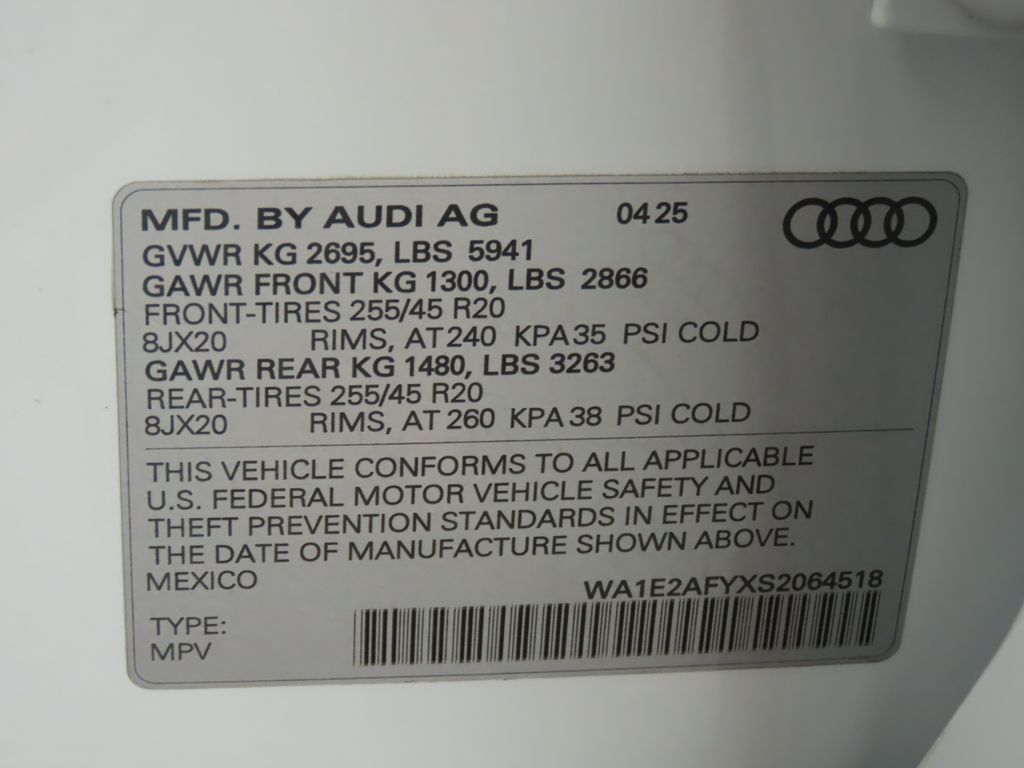 MFD. BY AUDI AG 04 25
GVWR KG 2695, LBS 5941
GAWR FRONT KG 1300, LBS 2866
FRONT-TIRES 255/45 R20
8JX20 RIMS, AT 240 KPA 35 PSI COLD
GAWR REAR KG 1480, LBS 3263
REAR-TIRES 255/45 R20
8JX20 RIMS, AT 260 KPA 38 PSI COLD
THIS VEHICLE CONFORMS TO ALL APPLICABLE
U.S. FEDERAL MOTOR VEHICLE SAFETY AND
THEFT PREVENTION STANDARDS IN EFFECT ON
THE DATE OF MANUFACTURE SHOWN ABOVE.
MEXICO WA1E2AFYXS2064518
TYPE:
MPV